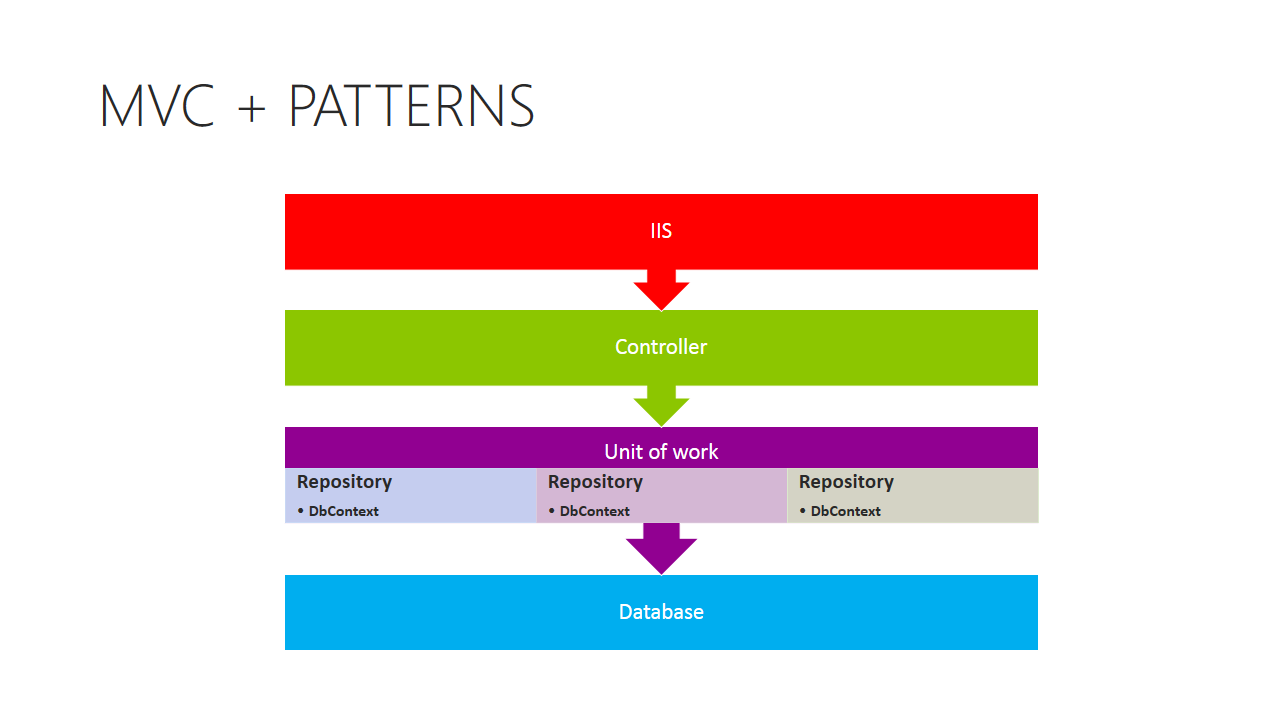 MVC + PATTERNS
IIS
Controller
Unit of work
Repository
• DbContext
Repository
• DbContext
Repository
• DbContext
Database